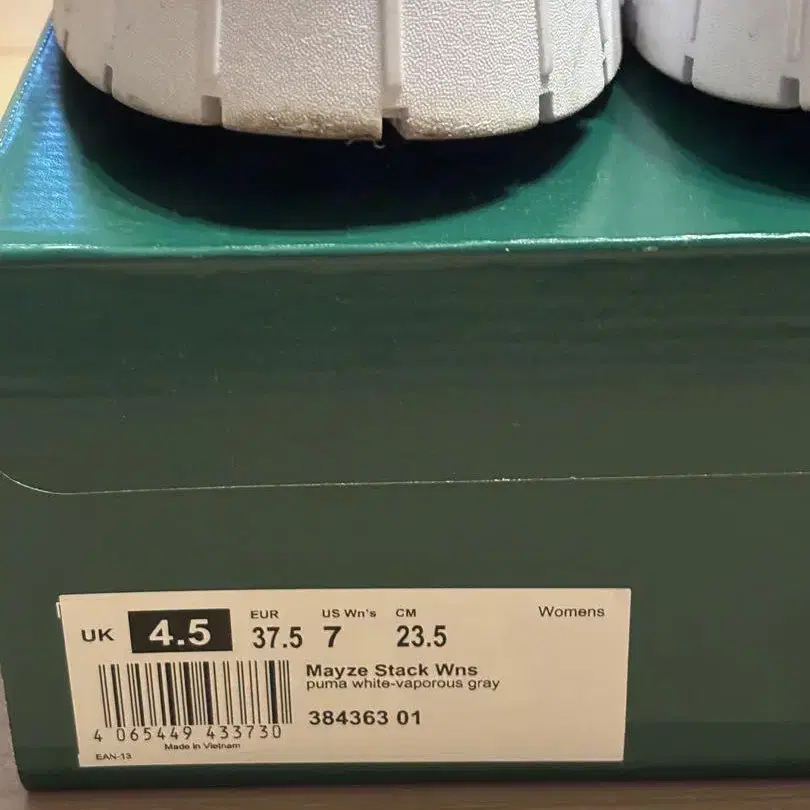 UK 4.5
EUR 37.5
US Wn's 7
CM 23.5
Womens
Mayze Stack Wns
puma white-vaporous gray
384363 01
4 065449 433730
Made in Vietnam
EAN-13